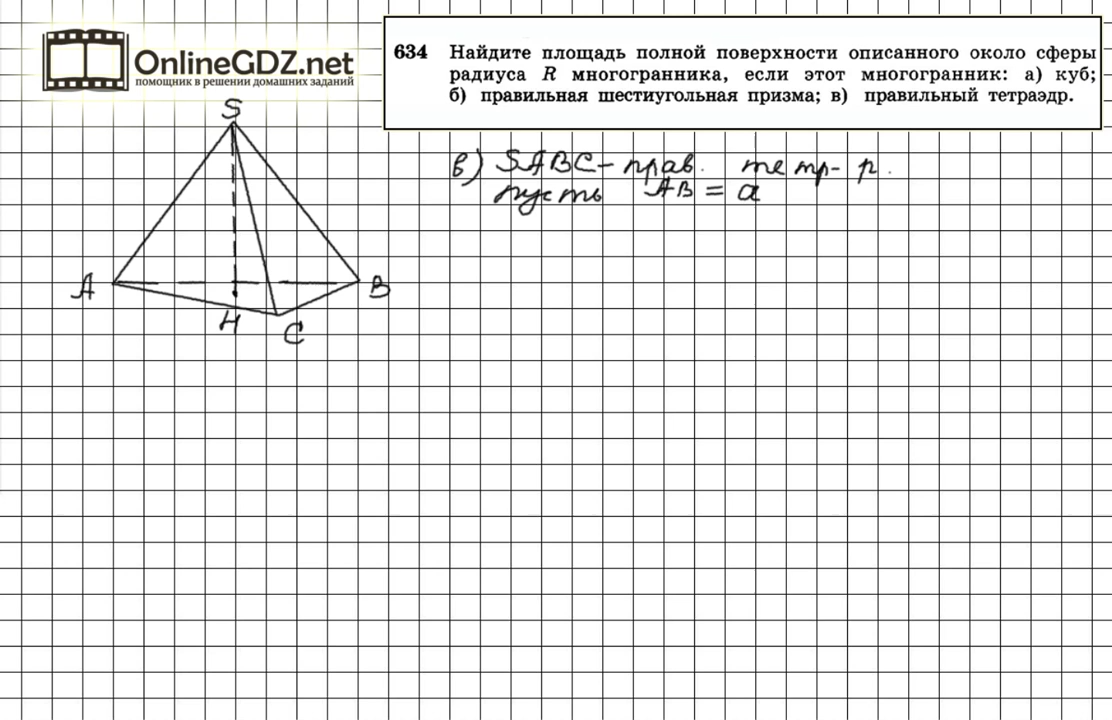 OnlineGDZ.net
помощник в решении домашних заданий
634 Найдите площадь полной поверхности описанного около сферы
радиуса R многогранника, если этот многогранник: а) куб;
б) правильная шестиугольная призма; в) правильный тетраэдр.
S
в) SABC - прав. тетр-р.
пусть AB = a
A
B
H
C